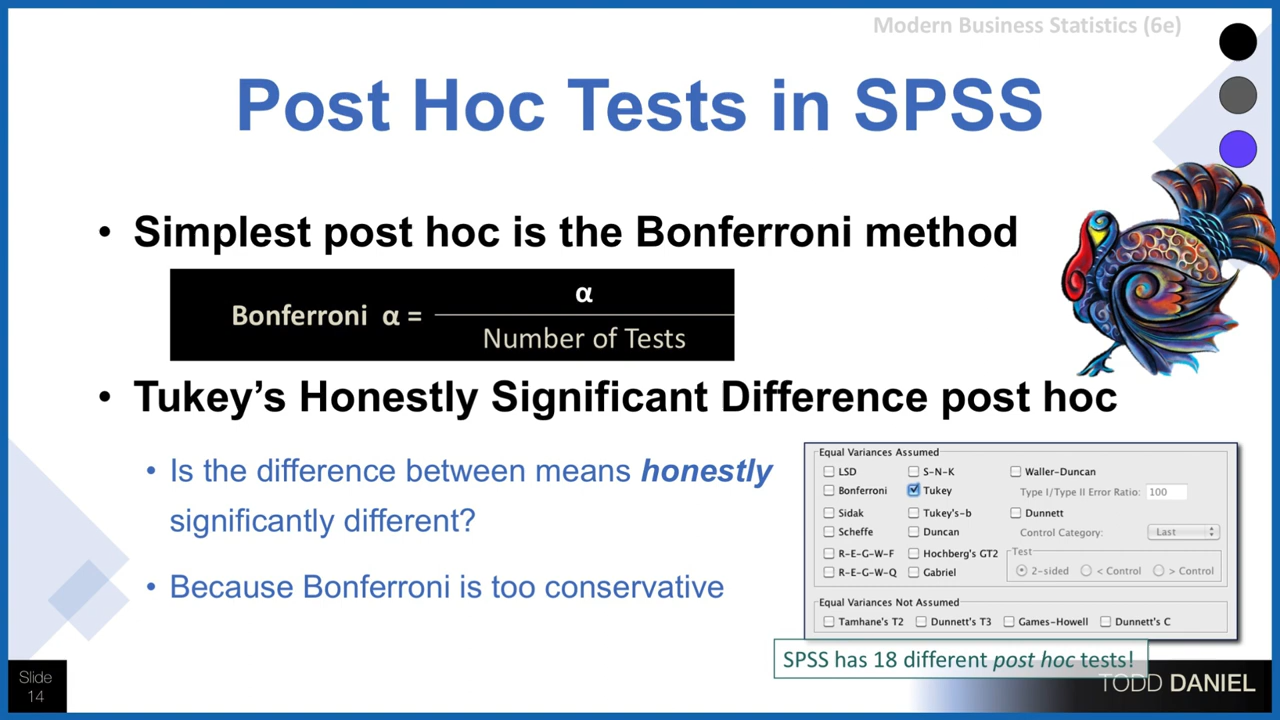 Modern Business Statistics (6e)
Post Hoc Tests in SPSS
• Simplest post hoc is the Bonferroni method
Bonferroni α =
α
Number of Tests
• Tukey’s Honestly Significant Difference post hoc
• Is the difference between means honestly
significantly different?
• Because Bonferroni is too conservative
Equal Variances Assumed
LSD S-N-K Waller-Duncan
Bonferroni Tukey Type I/Type II Error Ratio: 100
Sidak Tukey's-b Dunnett
Scheffe Duncan Control Category: Last
R-E-G-W-F Hochberg's GT2 Test
R-E-G-W-Q Gabriel 2-sided < Control > Control
Equal Variances Not Assumed
Tamhane's T2 Dunnett's T3 Games-Howell Dunnett's C
SPSS has 18 different post hoc tests!
Slide
14
TODD DANIEL